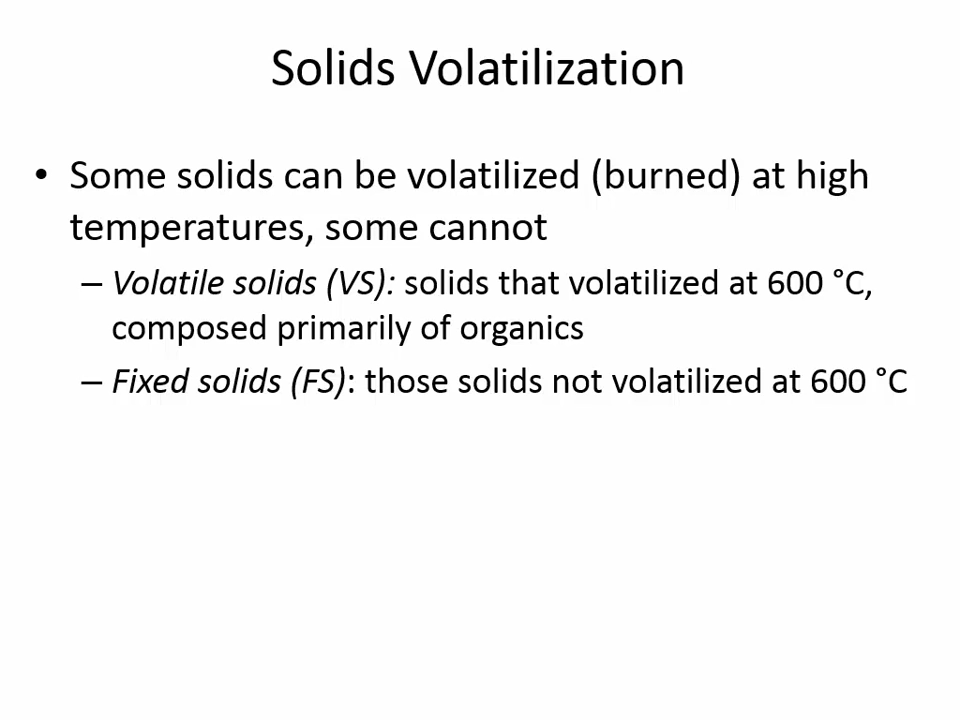 Solids Volatilization
• Some solids can be volatilized (burned) at high
temperatures, some cannot
– Volatile solids (VS): solids that volatilized at 600 °C,
composed primarily of organics
– Fixed solids (FS): those solids not volatilized at 600 °C